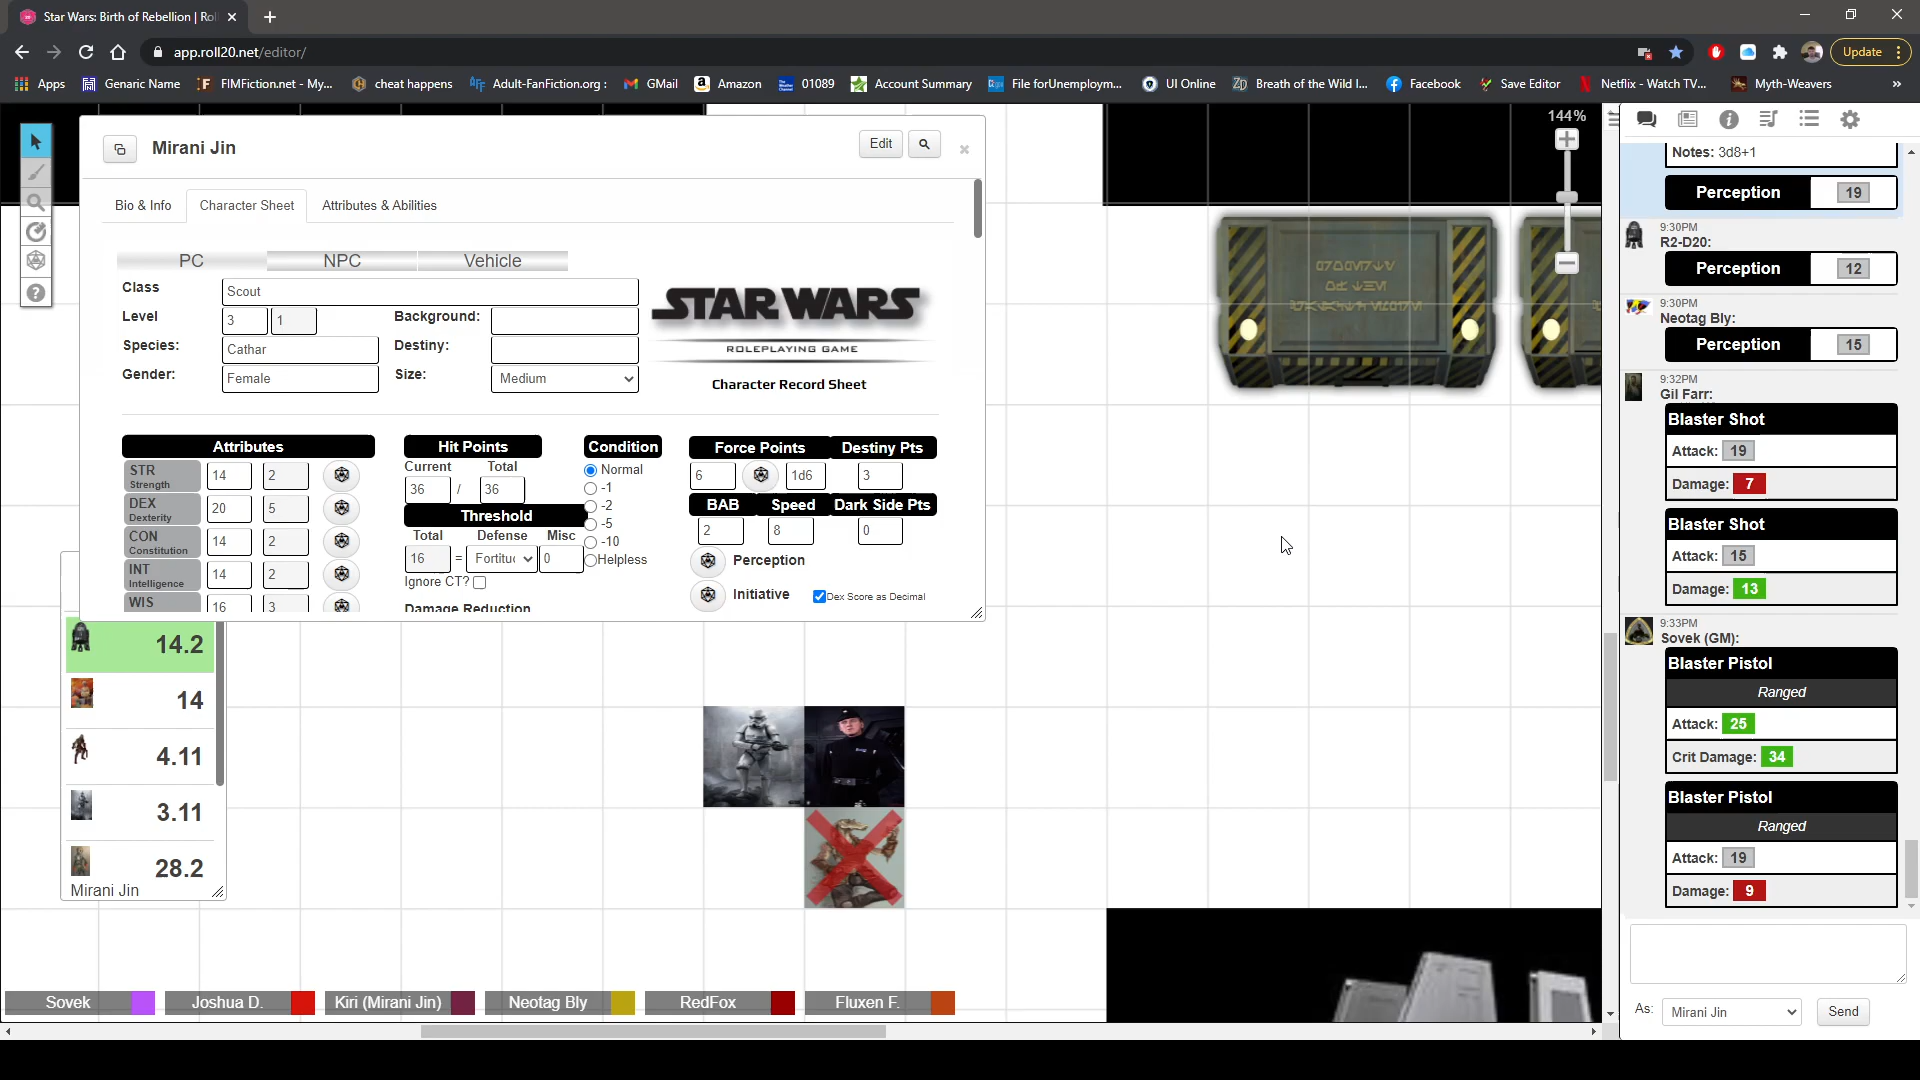 Star Wars: Birth of Rebellion | Rol
app.roll20.net/editor/
Update
Apps
Genaric Name
FIMFiction.net - My...
cheat happens
Adult-FanFiction.org :
GMail
Amazon
01089
Account Summary
File forUnemploym...
UI Online
Breath of the Wild I...
Facebook
Save Editor
Netflix - Watch TV...
Myth-Weavers
»
144%
Mirani Jin
Edit
Bio & Info
Character Sheet
Attributes & Abilities
PC
NPC
Vehicle
Class
Scout
Level
3
1
Background:
Species:
Cathar
Destiny:
Gender:
Female
Size:
Medium
STAR WARS
ROLEPLAYING GAME
Character Record Sheet
Attributes
STR
Strength
14
2
DEX
Dexterity
20
5
CON
Constitution
14
2
INT
Intelligence
14
2
WIS
16
3
Hit Points
Current
Total
36 / 36
Threshold
Total
Defense
Misc
16 = Fortituc 0
Ignore CT?
Damage Reduction
Condition
Normal
-1
-2
-5
-10
Helpless
Force Points
Destiny Pts
6
1d6
3
BAB
Speed
Dark Side Pts
2
8
0
Perception
Initiative
Dex Score as Decimal
14.2
14
4.11
3.11
28.2
Mirani Jin
Sovek
Joshua D.
Kiri (Mirani Jin)
Neotag Bly
RedFox
Fluxen F.
Notes: 3d8+1
Perception 19
9:30PM
R2-D20:
Perception 12
9:30PM
Neotag Bly:
Perception 15
9:32PM
Gil Farr:
Blaster Shot
Attack: 19
Damage: 7
Blaster Shot
Attack: 15
Damage: 13
9:33PM
Sovek (GM):
Blaster Pistol
Ranged
Attack: 25
Crit Damage: 34
Blaster Pistol
Ranged
Attack: 19
Damage: 9
As:
Mirani Jin
Send